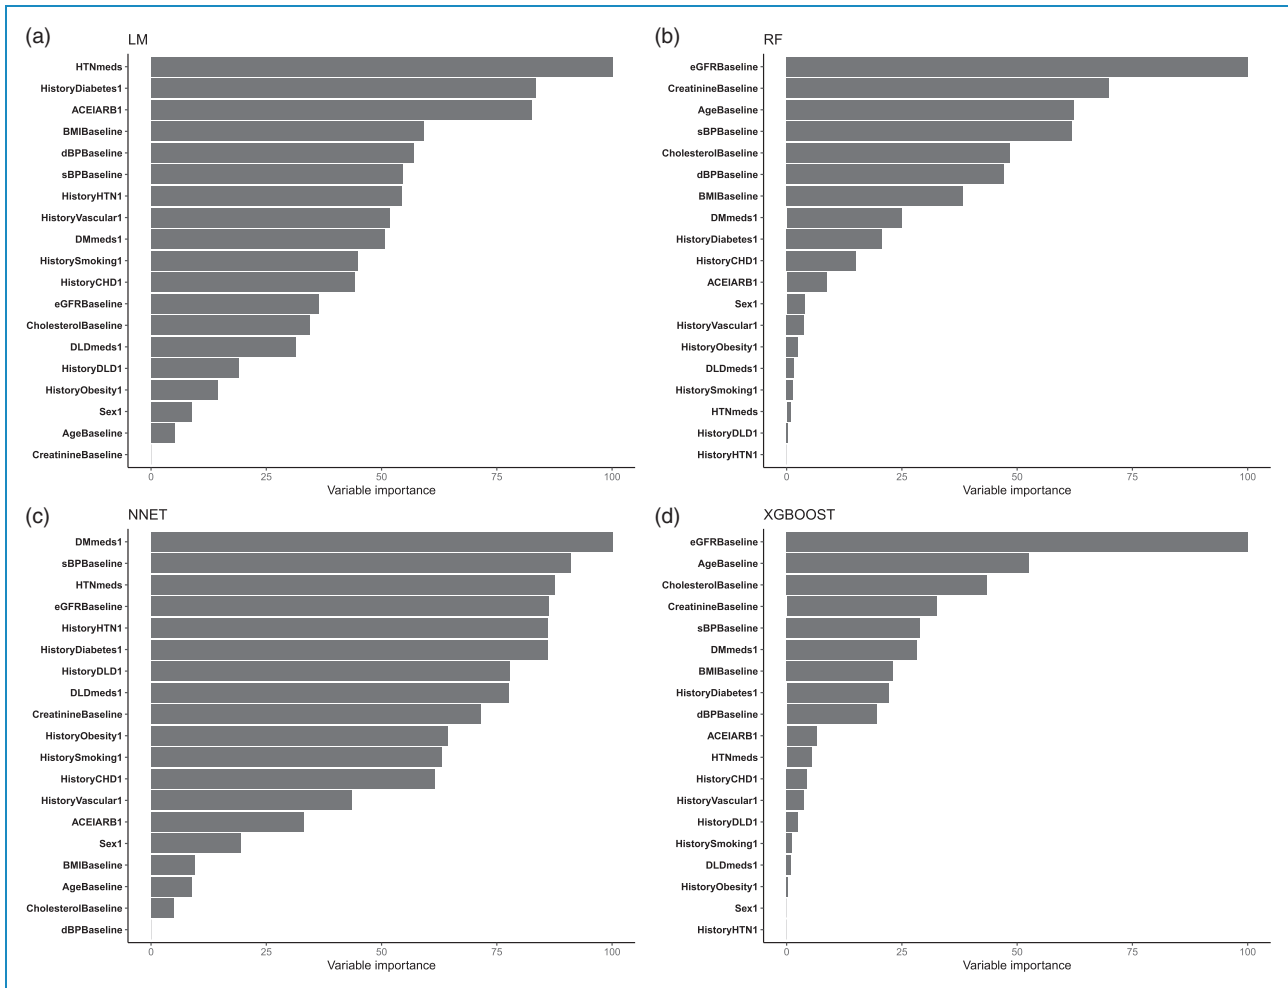 (a)
LM
HTNmeds
HistoryDiabetes1
ACEIARB1
BMIBaseline
dBPBaseline
sBPBaseline
HistoryHTN1
HistoryVascular1
DMmeds1
HistorySmoking1
HistoryCHD1
eGFRBaseline
CholesterolBaseline
DLDmeds1
HistoryDLD1
HistoryObesity1
Sex1
AgeBaseline
CreatinineBaseline
0 25 50 75 100
Variable importance
(b)
RF
eGFRBaseline
CreatinineBaseline
AgeBaseline
sBPBaseline
CholesterolBaseline
dBPBaseline
BMIBaseline
DMmeds1
HistoryDiabetes1
HistoryCHD1
ACEIARB1
Sex1
HistoryVascular1
HistoryObesity1
DLDmeds1
HistorySmoking1
HTNmeds
HistoryDLD1
HistoryHTN1
0 25 50 75 100
Variable importance
(c)
NNET
DMmeds1
sBPBaseline
HTNmeds
eGFRBaseline
HistoryHTN1
HistoryDiabetes1
HistoryDLD1
DLDmeds1
CreatinineBaseline
HistoryObesity1
HistorySmoking1
HistoryCHD1
HistoryVascular1
ACEIARB1
Sex1
BMIBaseline
AgeBaseline
CholesterolBaseline
dBPBaseline
0 25 50 75 100
Variable importance
(d)
XGBOOST
eGFRBaseline
AgeBaseline
CholesterolBaseline
CreatinineBaseline
sBPBaseline
DMmeds1
BMIBaseline
HistoryDiabetes1
dBPBaseline
ACEIARB1
HTNmeds
HistoryCHD1
HistoryVascular1
HistoryDLD1
HistorySmoking1
DLDmeds1
HistoryObesity1
Sex1
HistoryHTN1
0 25 50 75 100
Variable importance